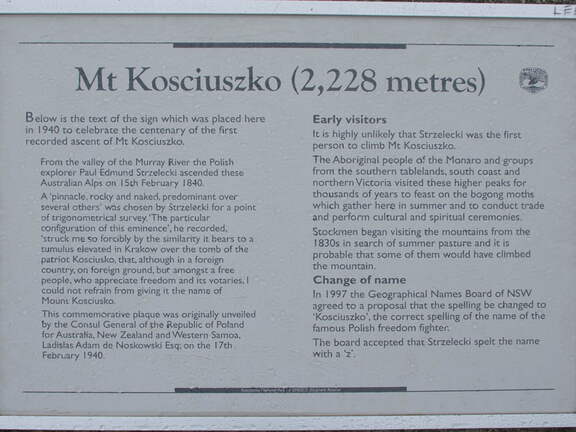 Mt Kosciuszko (2,228 metres)
Below is the text of the sign which was placed here
in 1940 to celebrate the centenary of the first
recorded ascent of Mt Kosciuszko.
From the valley of the Murray River the Polish
explorer Paul Edmund Strzelecki ascended these
Australian Alps on 15th February 1840.
A 'pinnacle, rocky and naked, predominant over
several others' was chosen by Strzelecki for a point
of trigonometrical survey. 'The particular
configuration of this eminence', he recorded,
'struck me so forcibly by the similarity it bears to a
tumulus elevated in Krakow over the tomb of the
patriot Kosciusko, that, although in a foreign
country, on foreign ground, but amongst a free
people, who appreciate freedom and its votaries, I
could not refrain from giving it the name of
Mount Kosciusko.
This commemorative plaque was originally unveiled
by the Consul General of the Republic of Poland
for Australia, New Zealand and Western Samoa,
Ladislas Adam de Noskowski Esq; on the 17th
February 1940.
Early visitors
It is highly unlikely that Strzelecki was the first
person to climb Mt Kosciuszko.
The Aboriginal people of the Monaro and groups
from the southern tablelands, south coast and
northern Victoria visited these higher peaks for
thousands of years to feast on the bogong moths
which gather here in summer and to conduct trade
and perform cultural and spiritual ceremonies.
Stockmen began visiting the mountains from the
1830s in search of summer pasture and it is
probable that some of them would have climbed
the mountain.
Change of name
In 1997 the Geographical Names Board of NSW
agreed to a proposal that the spelling be changed to
'Kosciuszko', the correct spelling of the name of the
famous Polish freedom fighter.
The board accepted that Strzelecki spelt the name
with a 'z'.